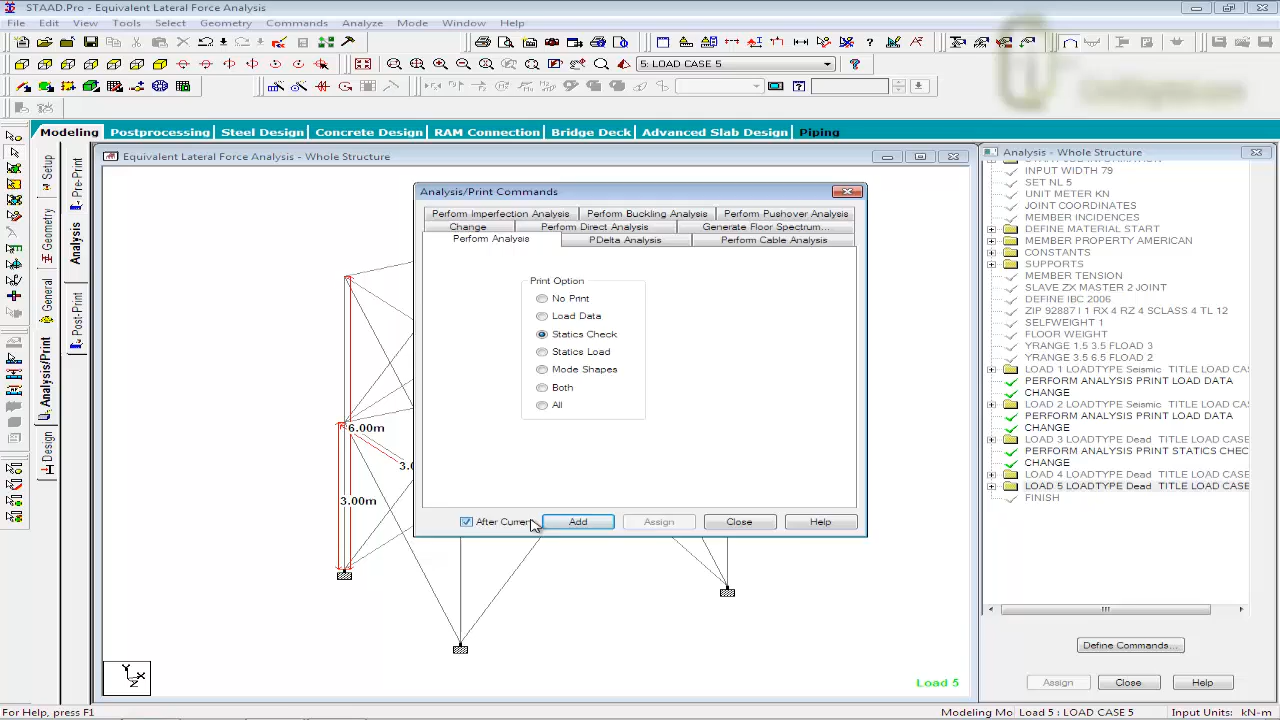 STAAD.Pro - Equivalent Lateral Force Analysis
File Edit View Tools Select Geometry Commands Analyze Mode Window Help
5: LOAD CASE 5
Modeling Postprocessing Steel Design Concrete Design RAM Connection Bridge Deck Advanced Slab Design Piping
Setup
Geometry
General
Analysis/Print
Design
Pre-Print
Analysis
Post-Print
Equivalent Lateral Force Analysis - Whole Structure
6.00m
3.00m
3.0
Load 5
Y
X
Z
Analysis/Print Commands
Perform Imperfection Analysis Perform Buckling Analysis Perform Pushover Analysis
Change Perform Direct Analysis Generate Floor Spectrum...
Perform Analysis PDelta Analysis Perform Cable Analysis
Print Option
No Print
Load Data
Statics Check
Statics Load
Mode Shapes
Both
All
After Curren
Add Assign Close Help
Analysis - Whole Structure
INPUT WIDTH 79
SET NL 5
UNIT METER KN
JOINT COORDINATES
MEMBER INCIDENCES
DEFINE MATERIAL START
MEMBER PROPERTY AMERICAN
CONSTANTS
SUPPORTS
MEMBER TENSION
SLAVE ZX MASTER 2 JOINT
DEFINE IBC 2006
ZIP 92887 I 1 RX 4 RZ 4 SCLASS 4 TL 12
SELFWEIGHT 1
FLOOR WEIGHT
YRANGE 1.5 3.5 FLOAD 3
YRANGE 3.5 6.5 FLOAD 2
LOAD 1 LOADTYPE Seismic TITLE LOAD CAS
PERFORM ANALYSIS PRINT LOAD DATA
CHANGE
LOAD 2 LOADTYPE Seismic TITLE LOAD CAS
PERFORM ANALYSIS PRINT LOAD DATA
CHANGE
LOAD 3 LOADTYPE Dead TITLE LOAD CASE
PERFORM ANALYSIS PRINT STATICS CHEC
CHANGE
LOAD 4 LOADTYPE Dead TITLE LOAD CASE
LOAD 5 LOADTYPE Dead TITLE LOAD CASE
FINISH
Define Commands...
Assign Close Help
For Help, press F1
Modeling Mo Load 5 : LOAD CASE 5 Input Units: kN-m